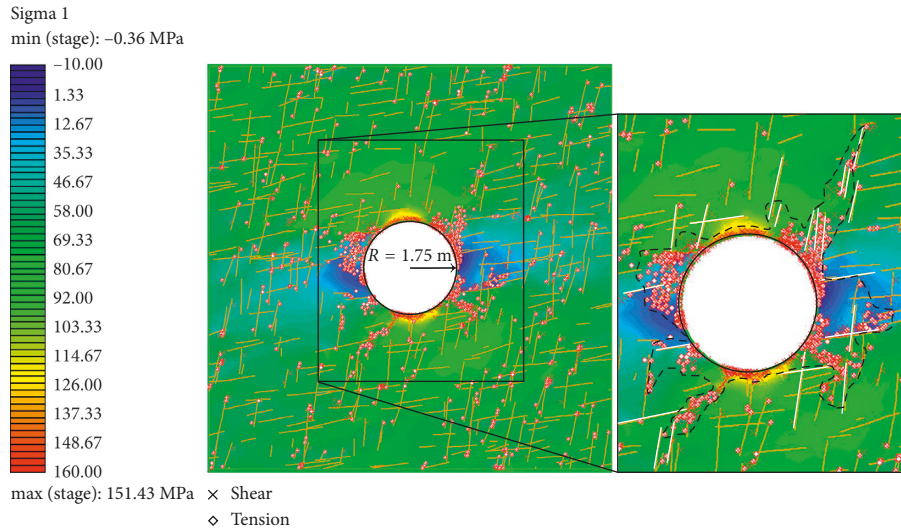 Sigma 1
min (stage): −0.36 MPa
−10.00
1.33
12.67
35.33
46.67
58.00
69.33
80.67
92.00
103.33
114.67
126.00
137.33
148.67
160.00
max (stage): 151.43 MPa
× Shear
◇ Tension
R = 1.75 m